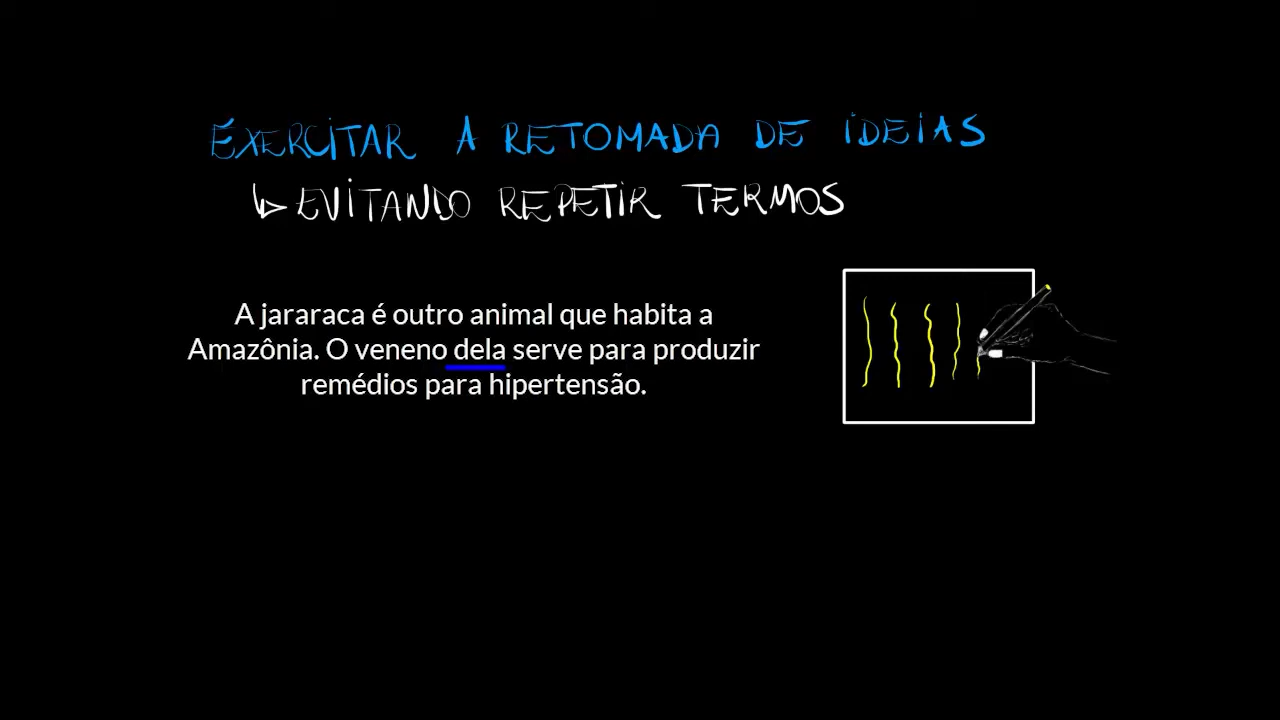 EXERCITAR A RETOMADA DE IDEIAS
↳ EVITANDO REPETIR TERMOS
A jararaca é outro animal que habita a
Amazônia. O veneno dela serve para produzir
remédios para hipertensão.